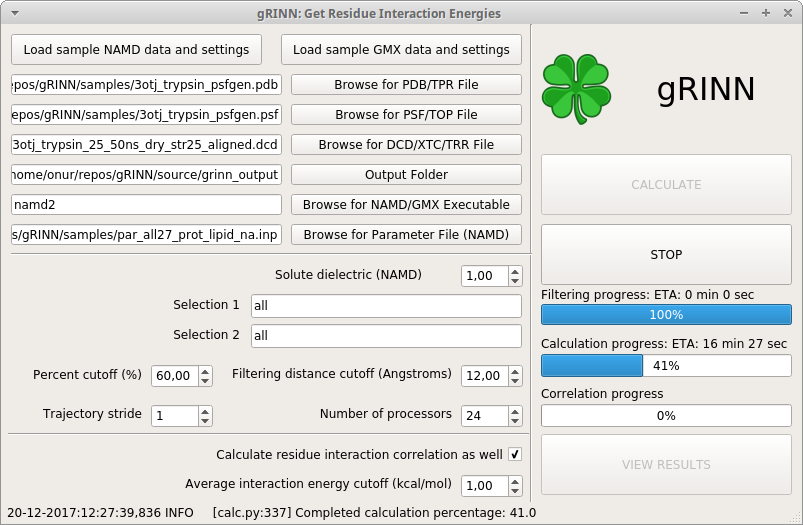 gRINN: Get Residue Interaction Energies
Load sample NAMD data and settings
Load sample GMX data and settings
epos/gRINN/samples/3otj_trypsin_psfgen.pdb
Browse for PDB/TPR File
epos/gRINN/samples/3otj_trypsin_psfgen.psf
Browse for PSF/TOP File
3otj_trypsin_25_50ns_dry_str25_aligned.dcd
Browse for DCD/XTC/TRR File
home/onur/repos/gRINN/source/grinn_output
Output Folder
namd2
Browse for NAMD/GMX Executable
s/gRINN/samples/par_all27_prot_lipid_na.inp
Browse for Parameter File (NAMD)
Solute dielectric (NAMD)
1,00
Selection 1
all
Selection 2
all
Percent cutoff (%)
60,00
Filtering distance cutoff (Angstroms)
12,00
Trajectory stride
1
Number of processors
24
Calculate residue interaction correlation as well
Average interaction energy cutoff (kcal/mol)
1,00
gRINN
CALCULATE
STOP
Filtering progress: ETA: 0 min 0 sec
100%
Calculation progress: ETA: 16 min 27 sec
41%
Correlation progress
0%
VIEW RESULTS
20-12-2017:12:27:39,836 INFO [calc.py:337] Completed calculation percentage: 41.0